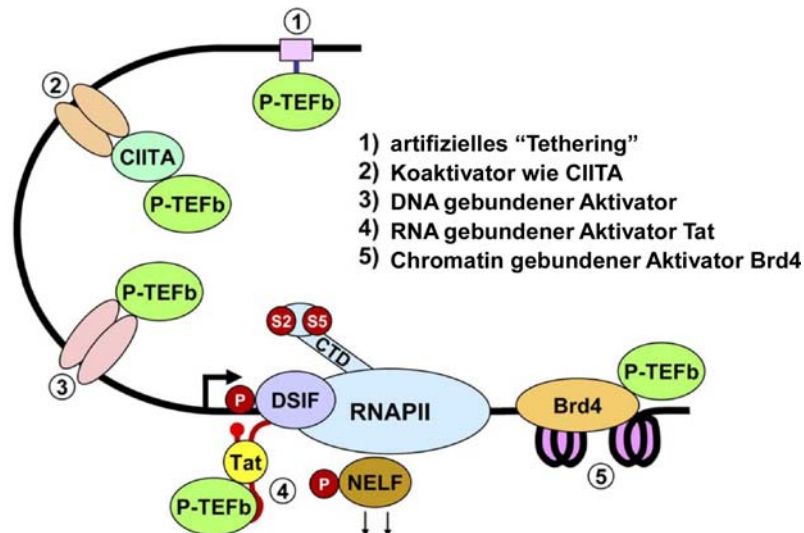 1
P-TEFb
2
CIITA
P-TEFb
1) artifizielles “Tethering”
2) Koaktivator wie CIITA
3) DNA gebundener Aktivator
4) RNA gebundener Aktivator Tat
5) Chromatin gebundener Aktivator Brd4
P-TEFb
3
S2 S5
CTD
P DSIF RNAPII
Tat
P-TEFb
4
P NELF
P-TEFb
Brd4
5